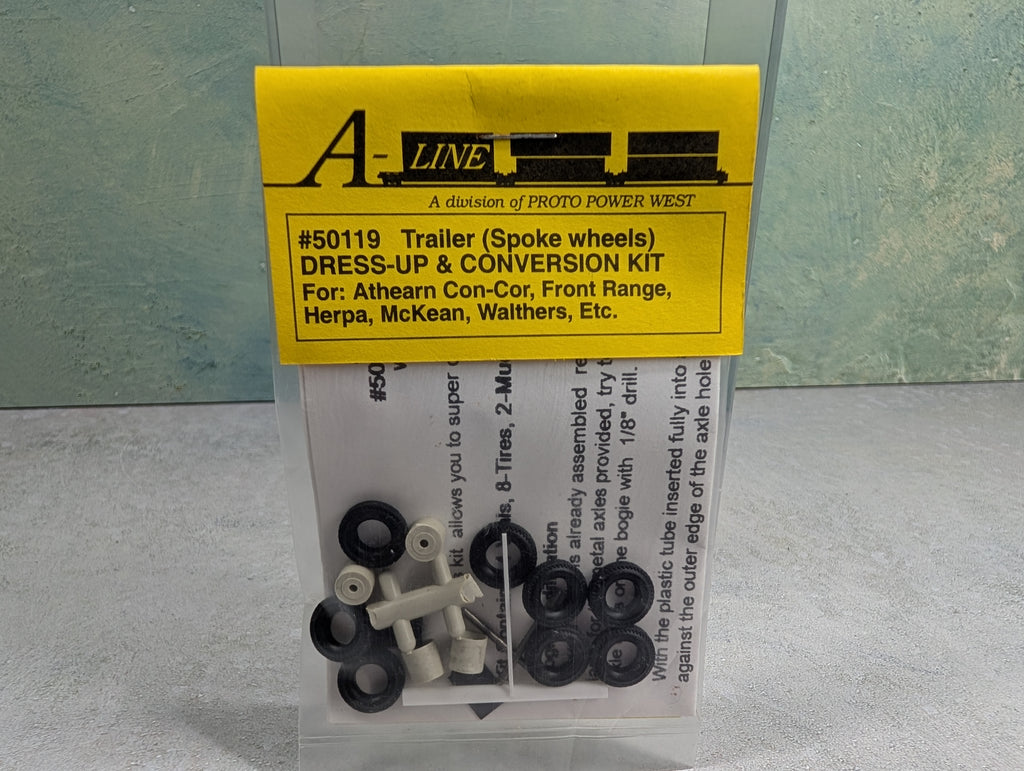 A-LINE
A division of PROTO POWER WEST
#50119 Trailer (Spoke wheels)
DRESS-UP & CONVERSION KIT
For: Athearn Con-Cor, Front Range,
Herpa, McKean, Walthers, Etc.
#50
kit allows you to super
8-Tires, 2-Mu
already assembled
metal axles provided, try
bogie with 1/8" drill.
With the plastic tube inserted fully into
against the outer edge of the axle hole